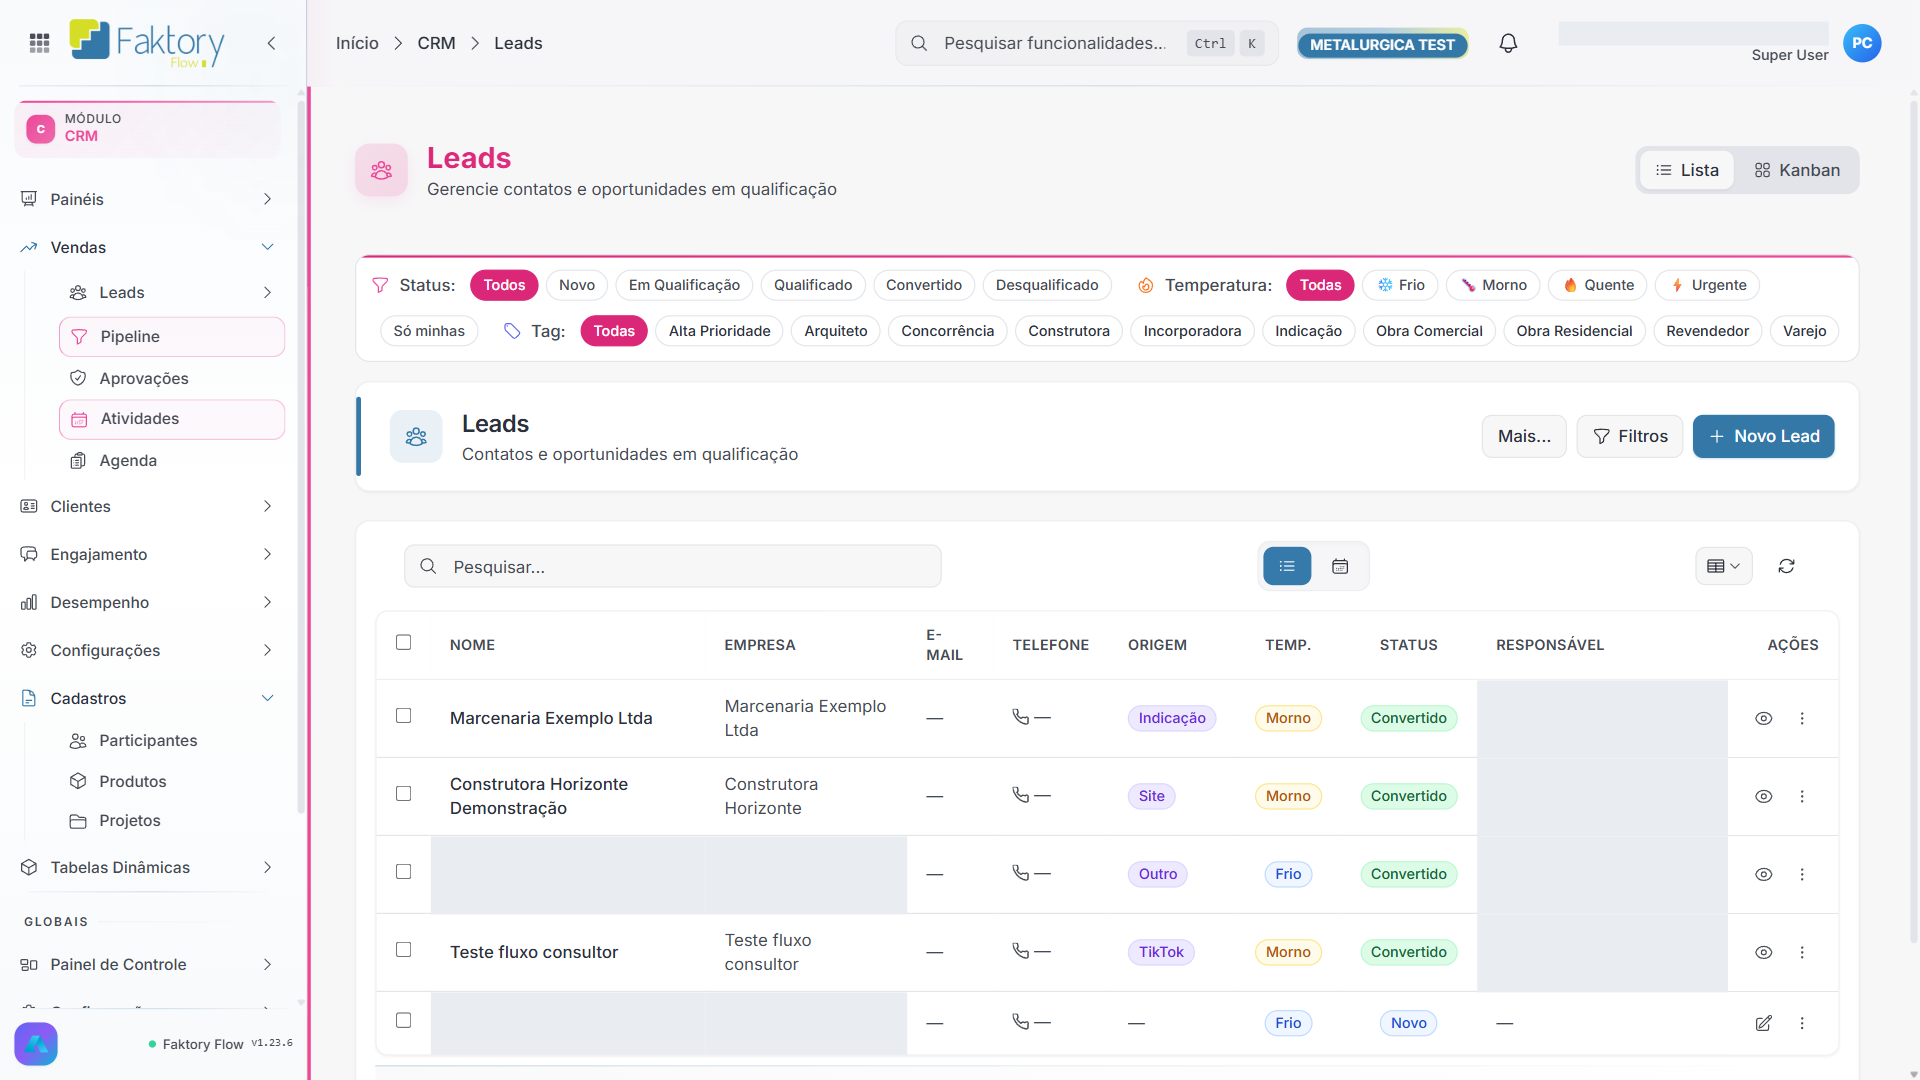 Faktory
Flow
Início
CRM
Leads
Pesquisar funcionalidades...
Ctrl
K
METALURGICA TEST
Super User
PC
C
MÓDULO
CRM
Painéis
Vendas
Leads
Pipeline
Aprovações
Atividades
Agenda
Clientes
Engajamento
Desempenho
Configurações
Cadastros
Participantes
Produtos
Projetos
Tabelas Dinâmicas
GLOBAIS
Painel de Controle
Faktory Flow v1.23.6
Leads
Gerencie contatos e oportunidades em qualificação
Lista
Kanban
Status: Todos Novo Em Qualificação Qualificado Convertido Desqualificado Temperatura: Todas Frio Morno Quente Urgente
Só minhas Tag: Todas Alta Prioridade Arquiteto Concorrência Construtora Incorporadora Indicação Obra Comercial Obra Residencial Revendedor Varejo
Leads
Contatos e oportunidades em qualificação
Mais...
Filtros
Novo Lead
Pesquisar...
NOME EMPRESA E-MAIL TELEFONE ORIGEM TEMP. STATUS RESPONSÁVEL AÇÕES
Marcenaria Exemplo Ltda Marcenaria Exemplo Ltda — — Indicação Morno Convertido
Construtora Horizonte Demonstração Construtora Horizonte — — Site Morno Convertido
— — Outro Frio Convertido
Teste fluxo consultor Teste fluxo consultor — — TikTok Morno Convertido
— — — Frio Novo —